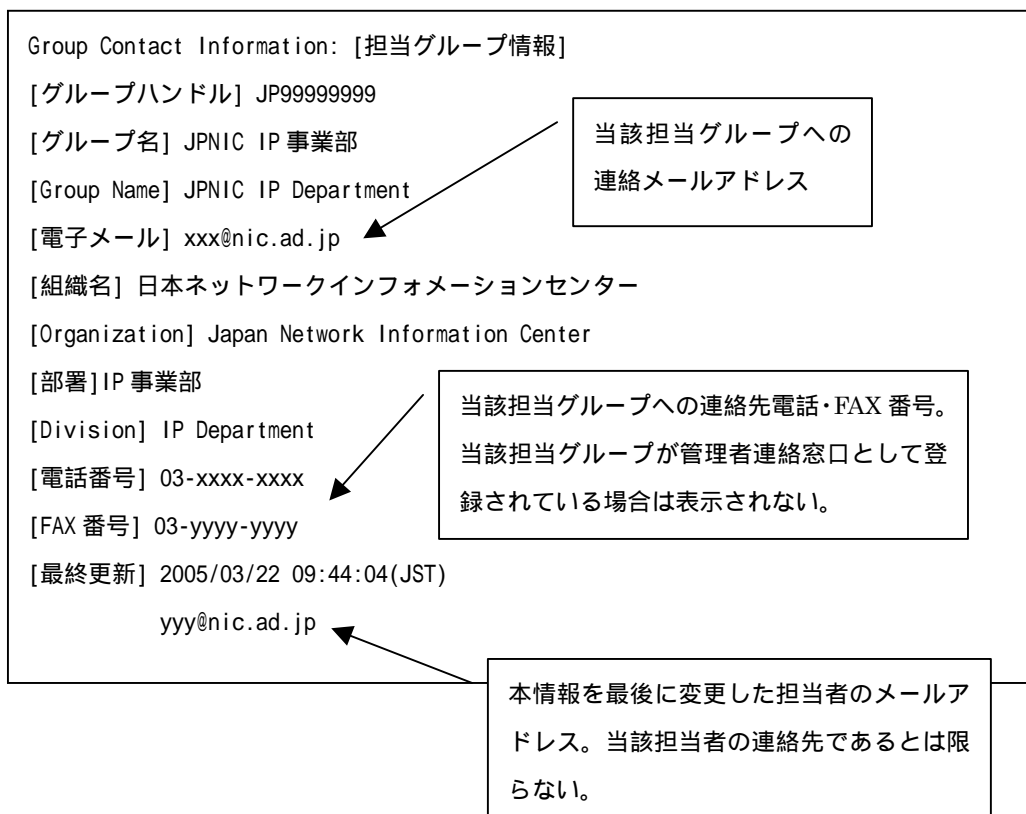 Group Contact Information: [担当グループ情報]
[グループハンドル] JP99999999
[グループ名] JPNIC IP 事業部
[Group Name] JPNIC IP Department
[電子メール] xxx@nic.ad.jp
当該担当グループへの
連絡メールアドレス
[組織名] 日本ネットワークインフォメーションセンター
[Organization] Japan Network Information Center
[部署]IP 事業部
[Division] IP Department
[電話番号] 03-xxxx-xxxx
[FAX 番号] 03-yyyy-yyyy
当該担当グループへの連絡先電話・FAX 番号。
当該担当グループが管理者連絡窓口として登
録されている場合は表示されない。
[最終更新] 2005/03/22 09:44:04(JST)
yyy@nic.ad.jp
本情報を最後に変更した担当者のメールア
ドレス。当該担当者の連絡先であるとは限
らない。